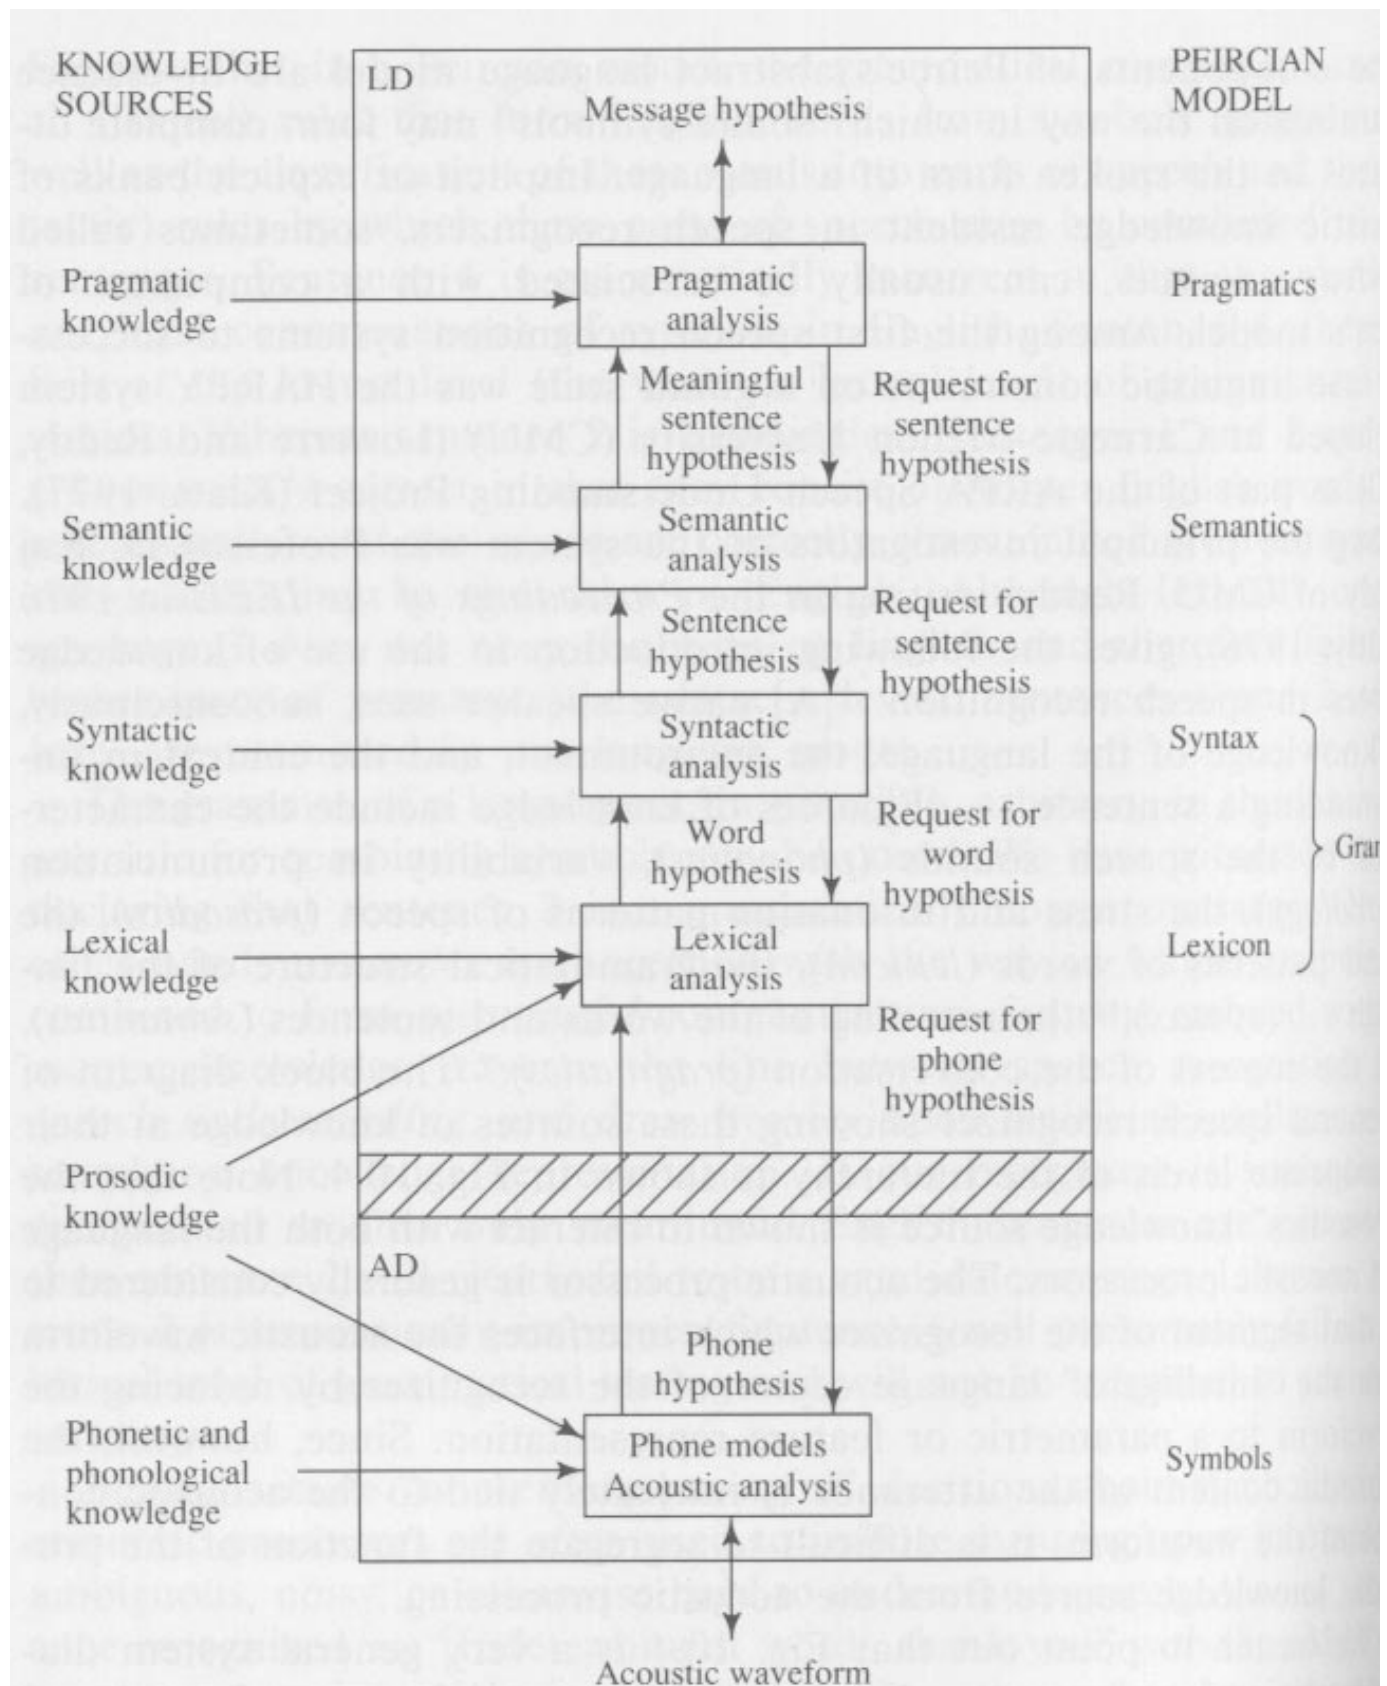 KNOWLEDGE
SOURCES
LD
PEIRCIAN
MODEL
Message hypothesis
Pragmatic
knowledge
Pragmatic
analysis
Pragmatics
Meaningful
sentence
hypothesis
Request for
sentence
hypothesis
Semantic
knowledge
Semantic
analysis
Semantics
Sentence
hypothesis
Request for
sentence
hypothesis
Syntactic
knowledge
Syntactic
analysis
Syntax
Word
hypothesis
Request for
word
hypothesis
Gra
Lexical
knowledge
Lexical
analysis
Lexicon
Request for
phone
hypothesis
Prosodic
knowledge
AD
Phone
hypothesis
Phonetic and
phonological
knowledge
Phone models
Acoustic analysis
Symbols
Acoustic waveform